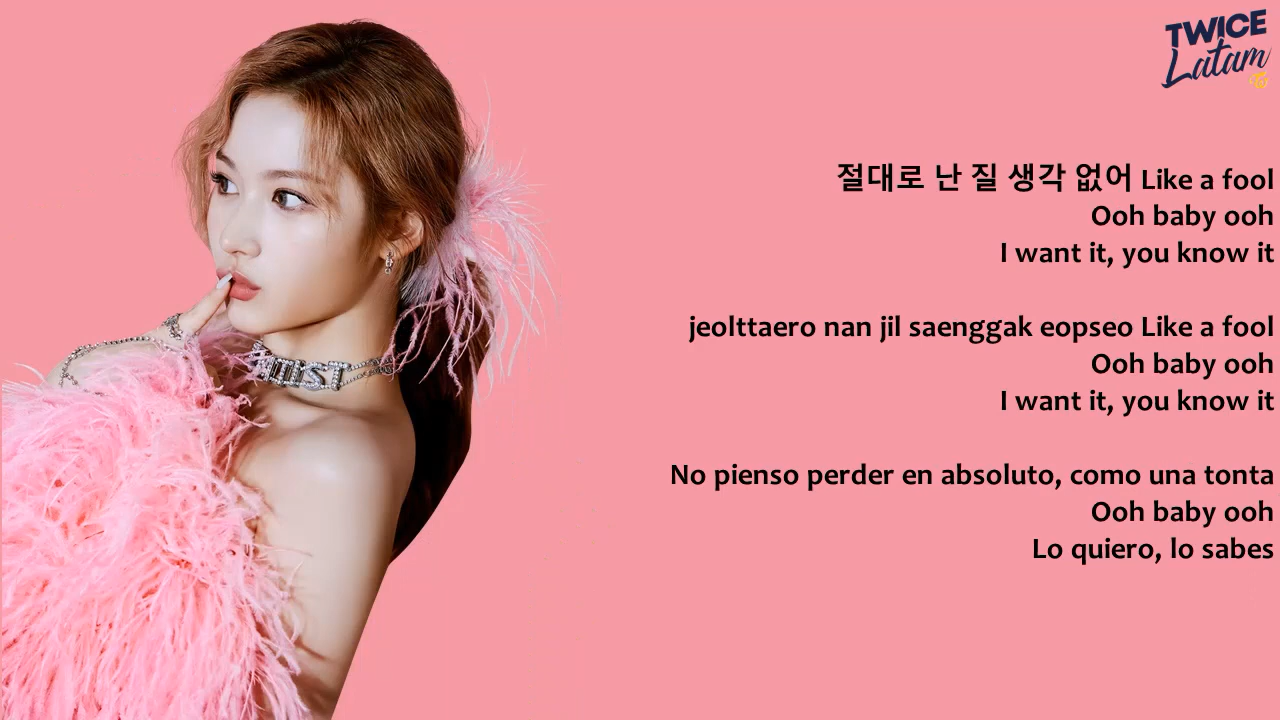 TWICE
Latam
절대로 난 질 생각 없어 Like a fool
Ooh baby ooh
I want it, you know it
jeolttaero nan jil saenggak eopseo Like a fool
Ooh baby ooh
I want it, you know it
No pienso perder en absoluto, como una tonta
Ooh baby ooh
Lo quiero, lo sabes